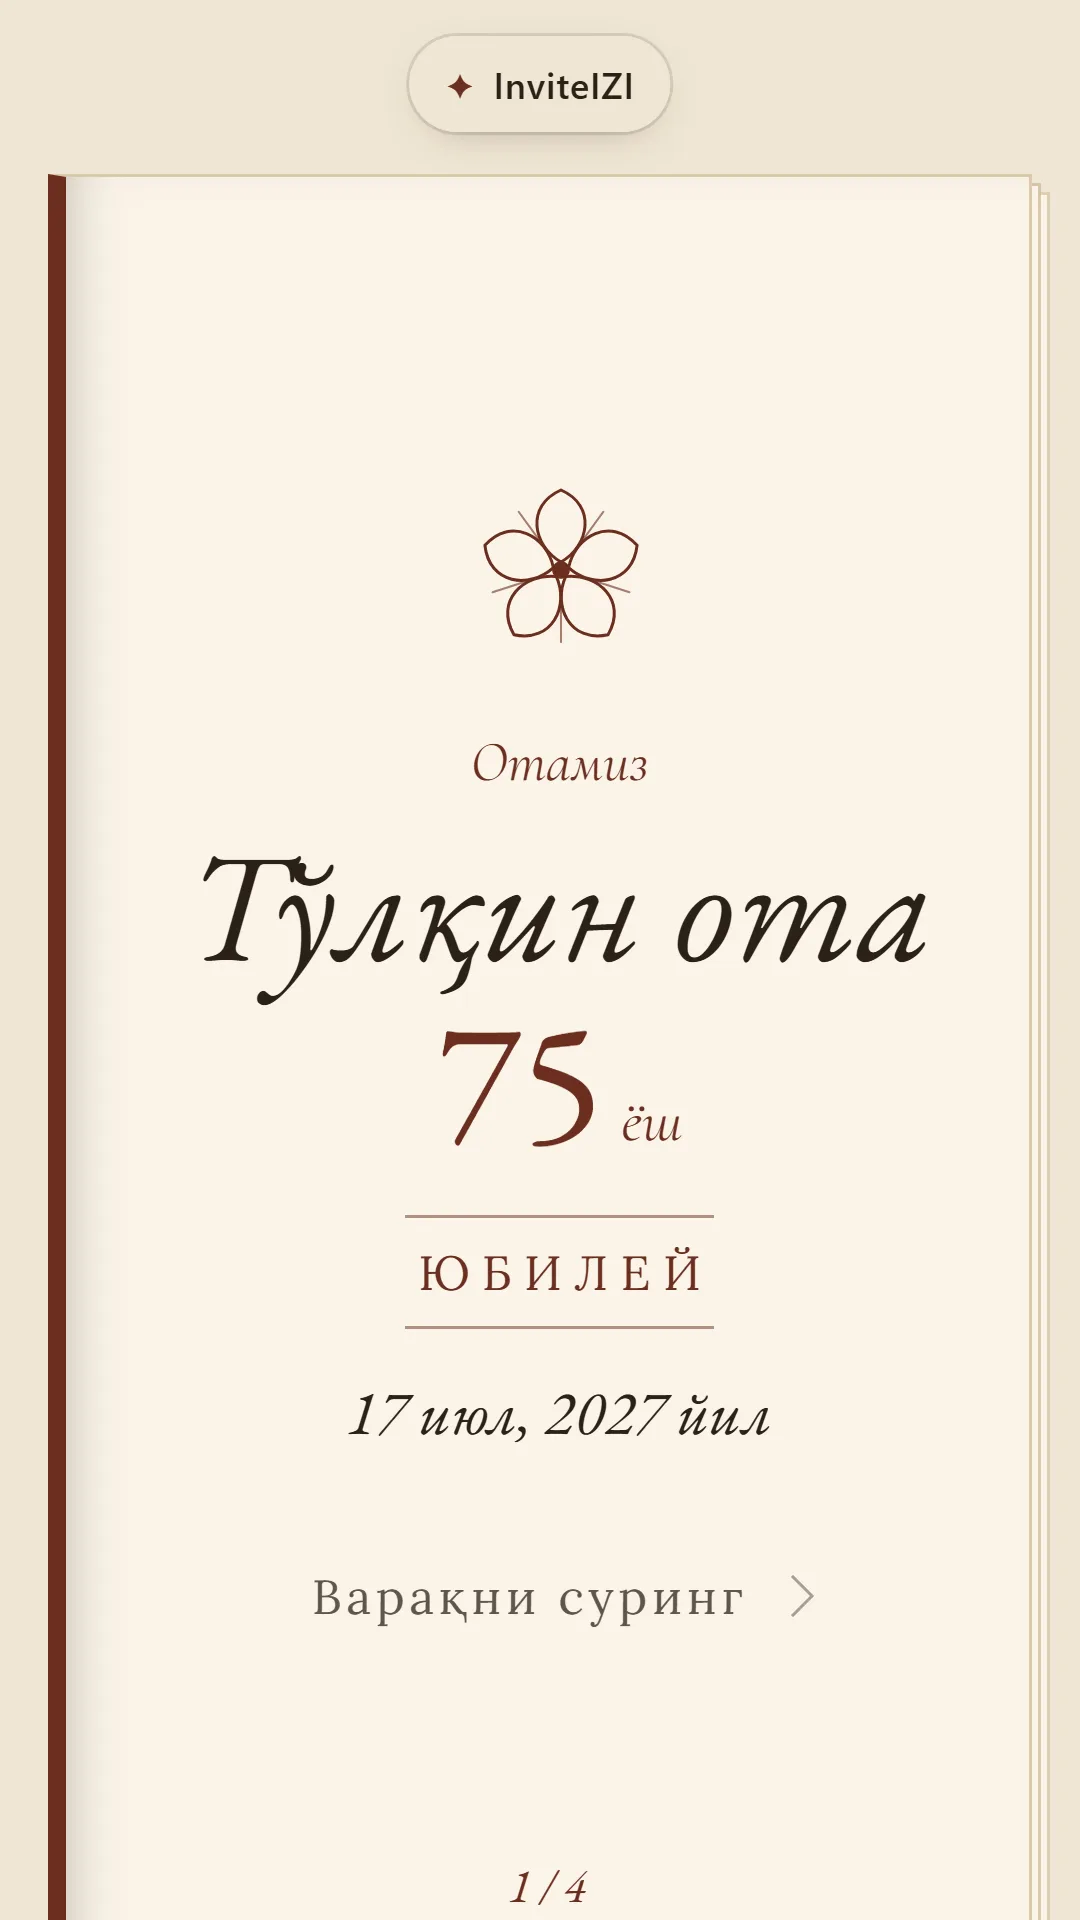 InviteIZI
Отамиз
Тўлқин ота
75 ёш
ЮБИЛЕЙ
17 июл, 2027 йил
Варақни суринг
1 / 4